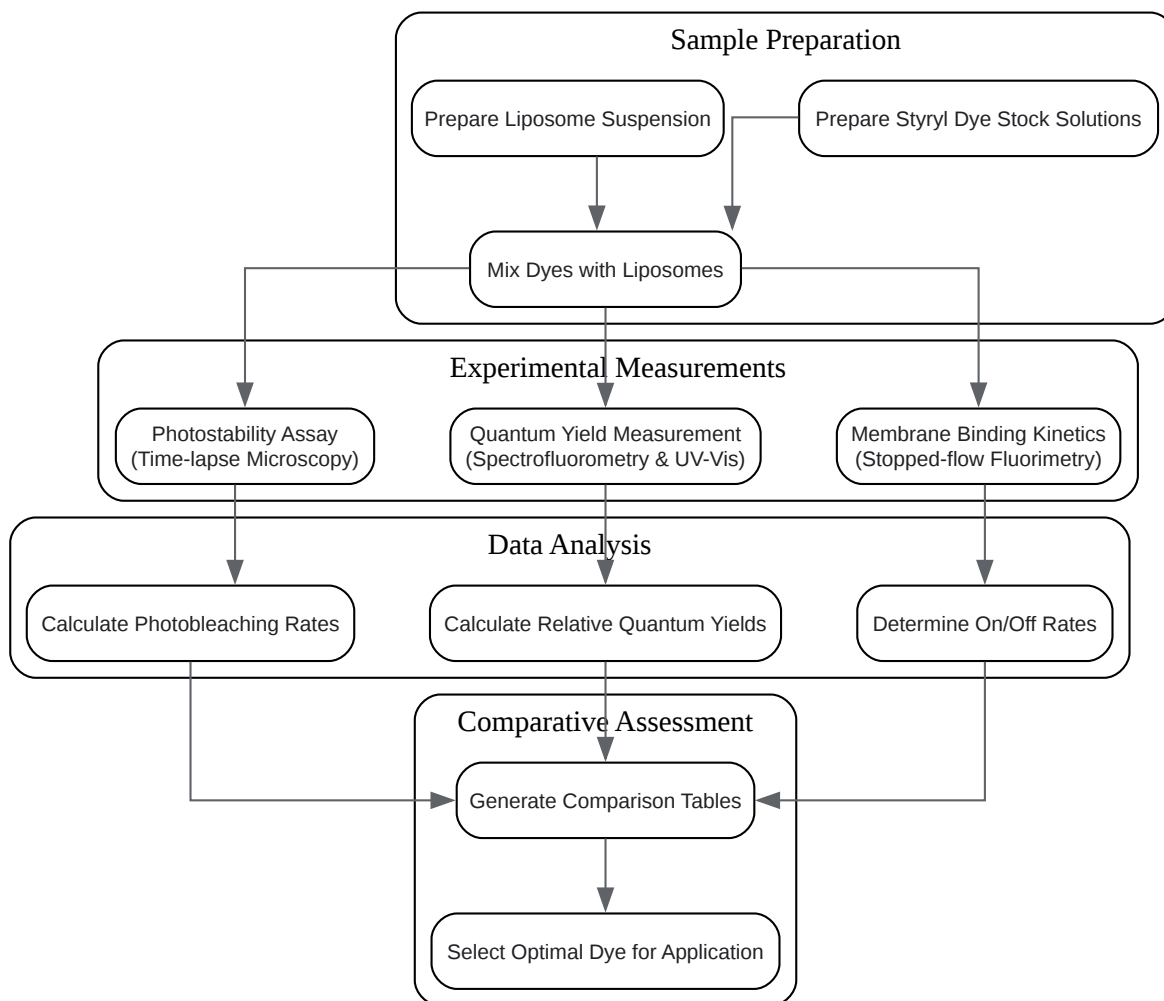 Sample Preparation
Prepare Liposome Suspension
Prepare Styryl Dye Stock Solutions
Mix Dyes with Liposomes
Experimental Measurements
Photostability Assay
(Time-lapse Microscopy)
Quantum Yield Measurement
(Spectrofluorometry & UV-Vis)
Membrane Binding Kinetics
(Stopped-flow Fluorimetry)
Data Analysis
Calculate Photobleaching Rates
Calculate Relative Quantum Yields
Determine On/Off Rates
Comparative Assessment
Generate Comparison Tables
Select Optimal Dye for Application